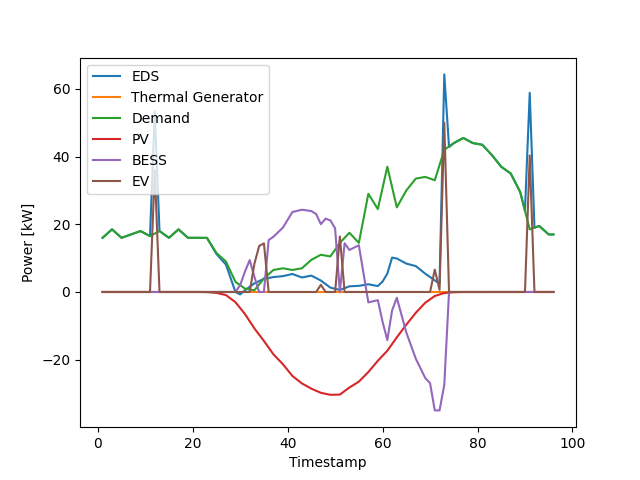 EDS
Thermal Generator
Demand
PV
BESS
EV
Power [kW]
60
40
20
0
−20
0 20 40 60 80 100
Timestamp